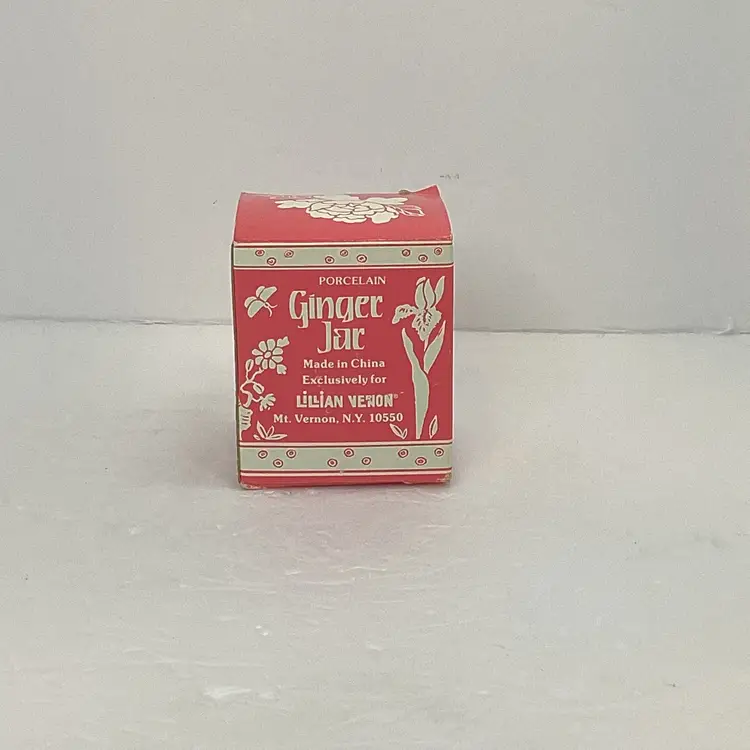 PORCELAIN
Ginger
Jar
Made in China
Exclusively for
LiLLiAN VERNON®
Mt. Vernon, N.Y. 10550